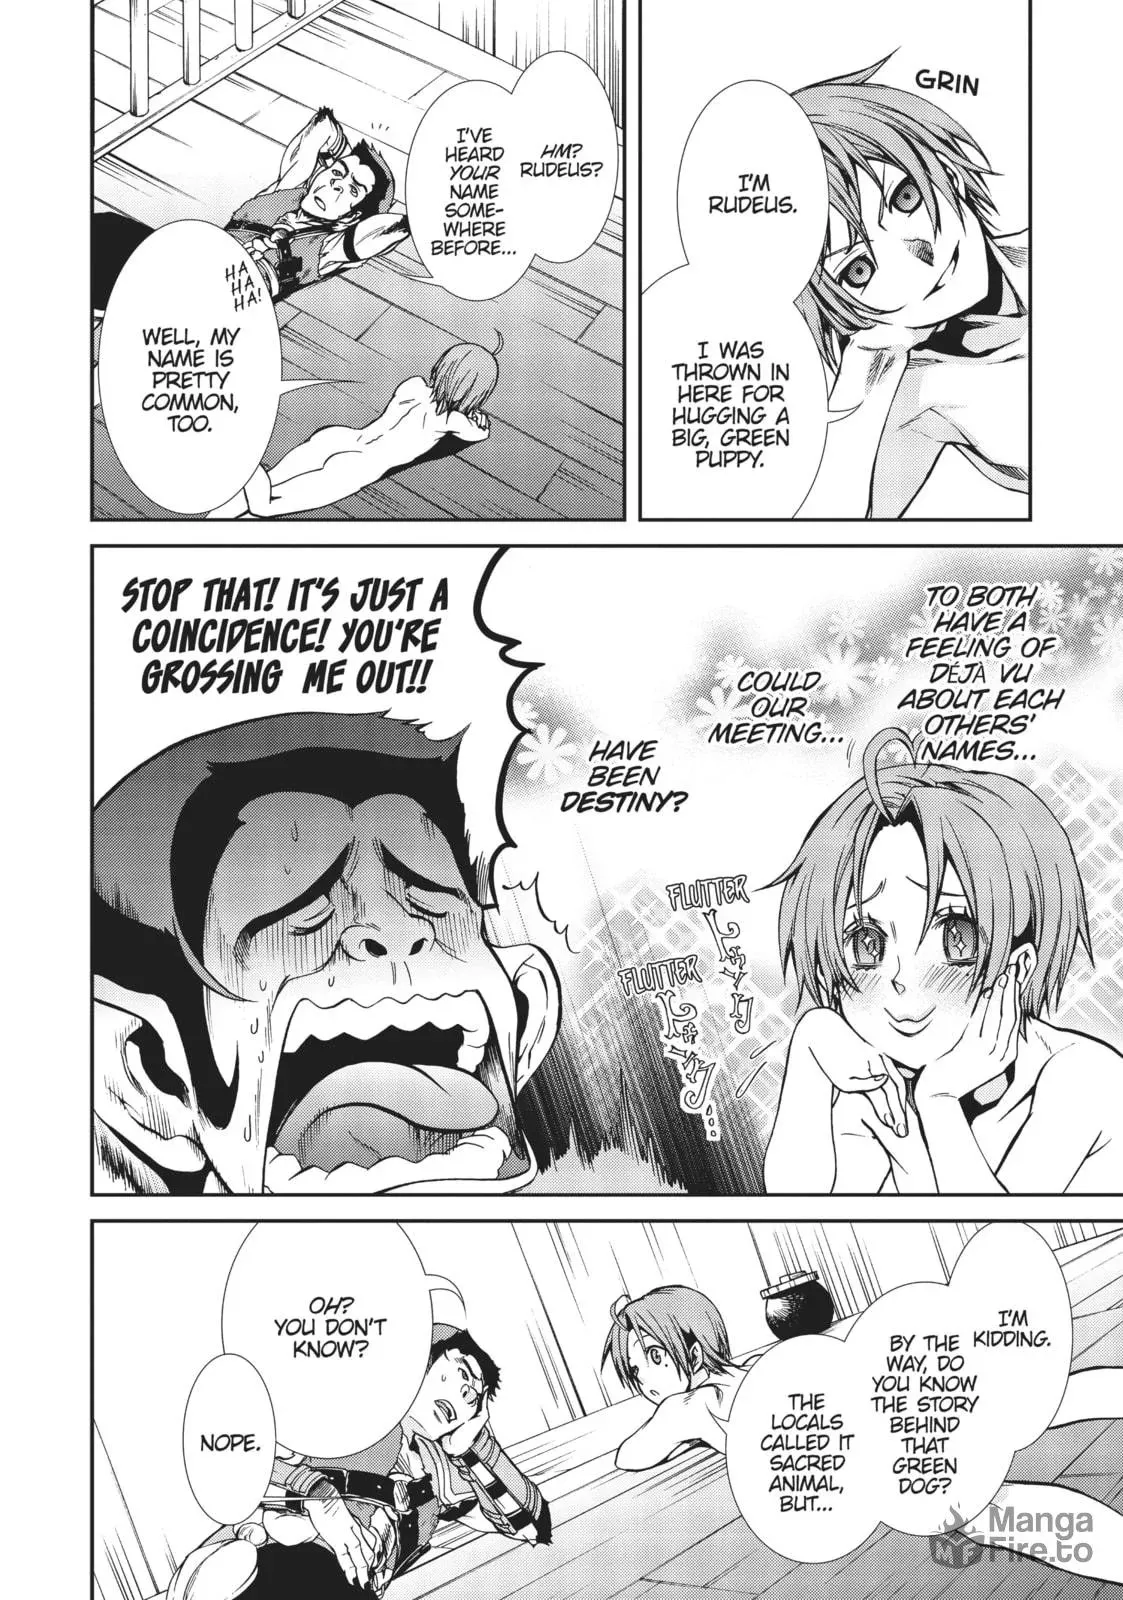 GRIN
I'M
RUDEUS.
I WAS
THROWN IN
HERE FOR
HUGGING A
BIG, GREEN
PUPPY.
HM?
RUDEUS?
I'VE
HEARD
YOUR
NAME
SOME-
WHERE
BEFORE...
HA
HA
HA!
WELL, MY
NAME IS
PRETTY
COMMON,
TOO.
TO BOTH
HAVE A
FEELING OF
DÉJÀ VU
ABOUT EACH
OTHERS'
NAMES...
COULD
OUR
MEETING...
HAVE
BEEN
DESTINY?
FLUTTER
FLUTTER
STOP THAT! IT'S JUST A
COINCIDENCE! YOU'RE
GROSSING ME OUT!!
I'M
KIDDING.
BY THE
WAY, DO
YOU KNOW
THE STORY
BEHIND
THAT
GREEN
DOG?
THE
LOCALS
CALLED IT
SACRED
ANIMAL,
BUT...
OH?
YOU DON'T
KNOW?
NOPE.
Manga
Fire.to
MF